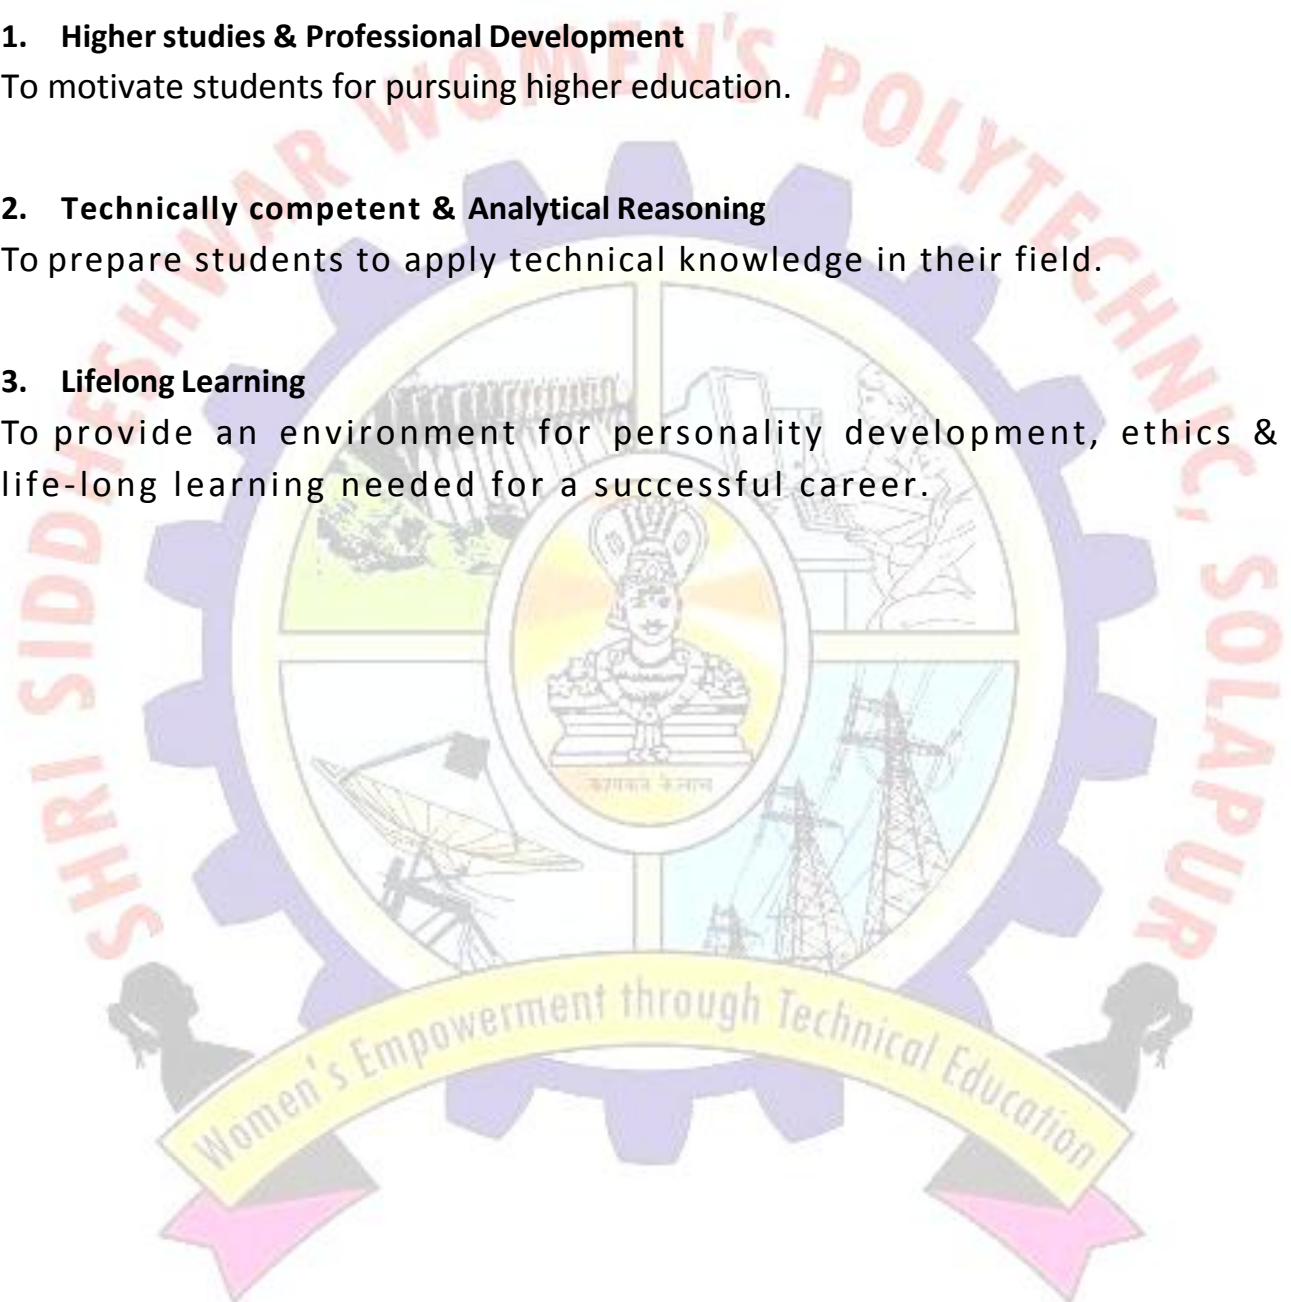 1. Higher studies & Professional Development
To motivate students for pursuing higher education.
2. Technically competent & Analytical Reasoning
To prepare students to apply technical knowledge in their field.
3. Lifelong Learning
To provide an environment for personality development, ethics &
life-long learning needed for a successful career.
SHRI SIDDHESHWAR WOMEN'S POLYTECHNIC, SOLAPUR
Women's Empowerment through Technical Education